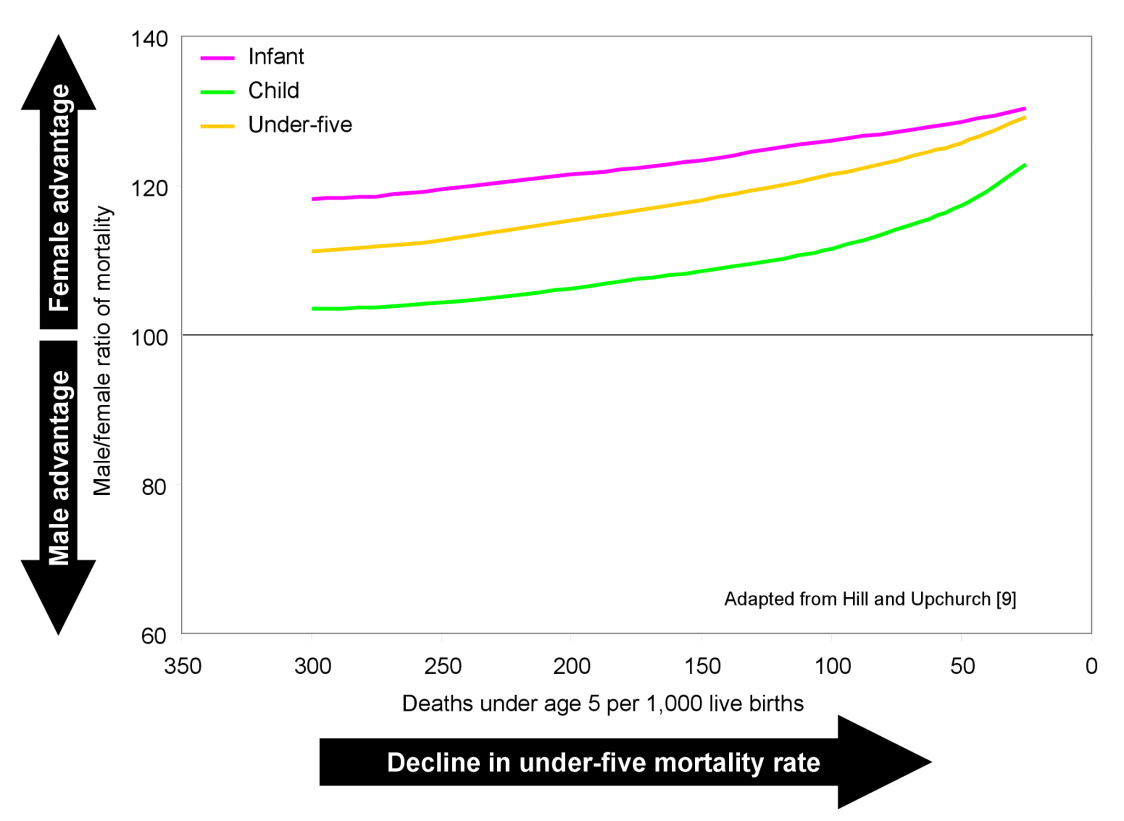 140
Infant
Child
Under-five
120
100
80
60
Female advantage
Male advantage
Male/female ratio of mortality
Adapted from Hill and Upchurch [9]
350 300 250 200 150 100 50 0
Deaths under age 5 per 1,000 live births
Decline in under-five mortality rate